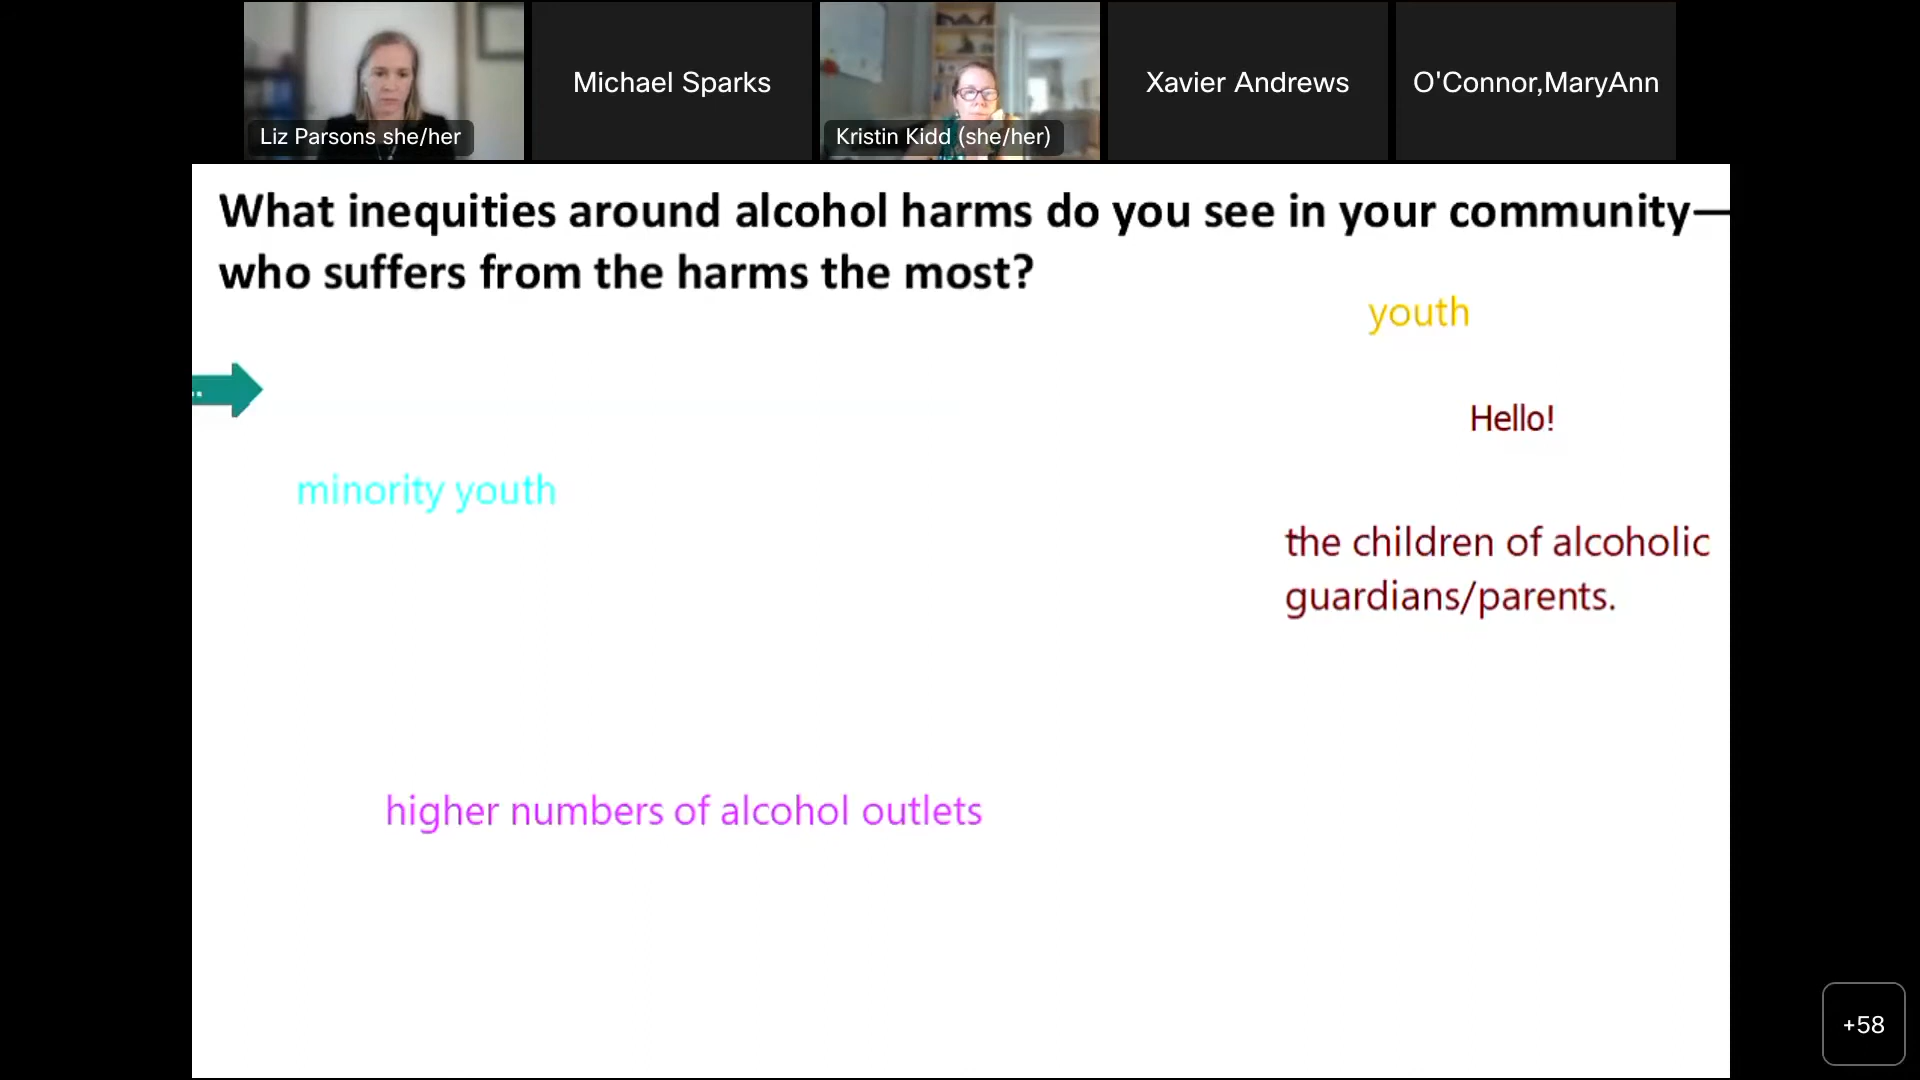 Liz Parsons she/her
Michael Sparks
Kristin Kidd (she/her)
Xavier Andrews
O'Connor,MaryAnn
What inequities around alcohol harms do you see in your community—
who suffers from the harms the most?
youth
Hello!
minority youth
the children of alcoholic
guardians/parents.
higher numbers of alcohol outlets
+58